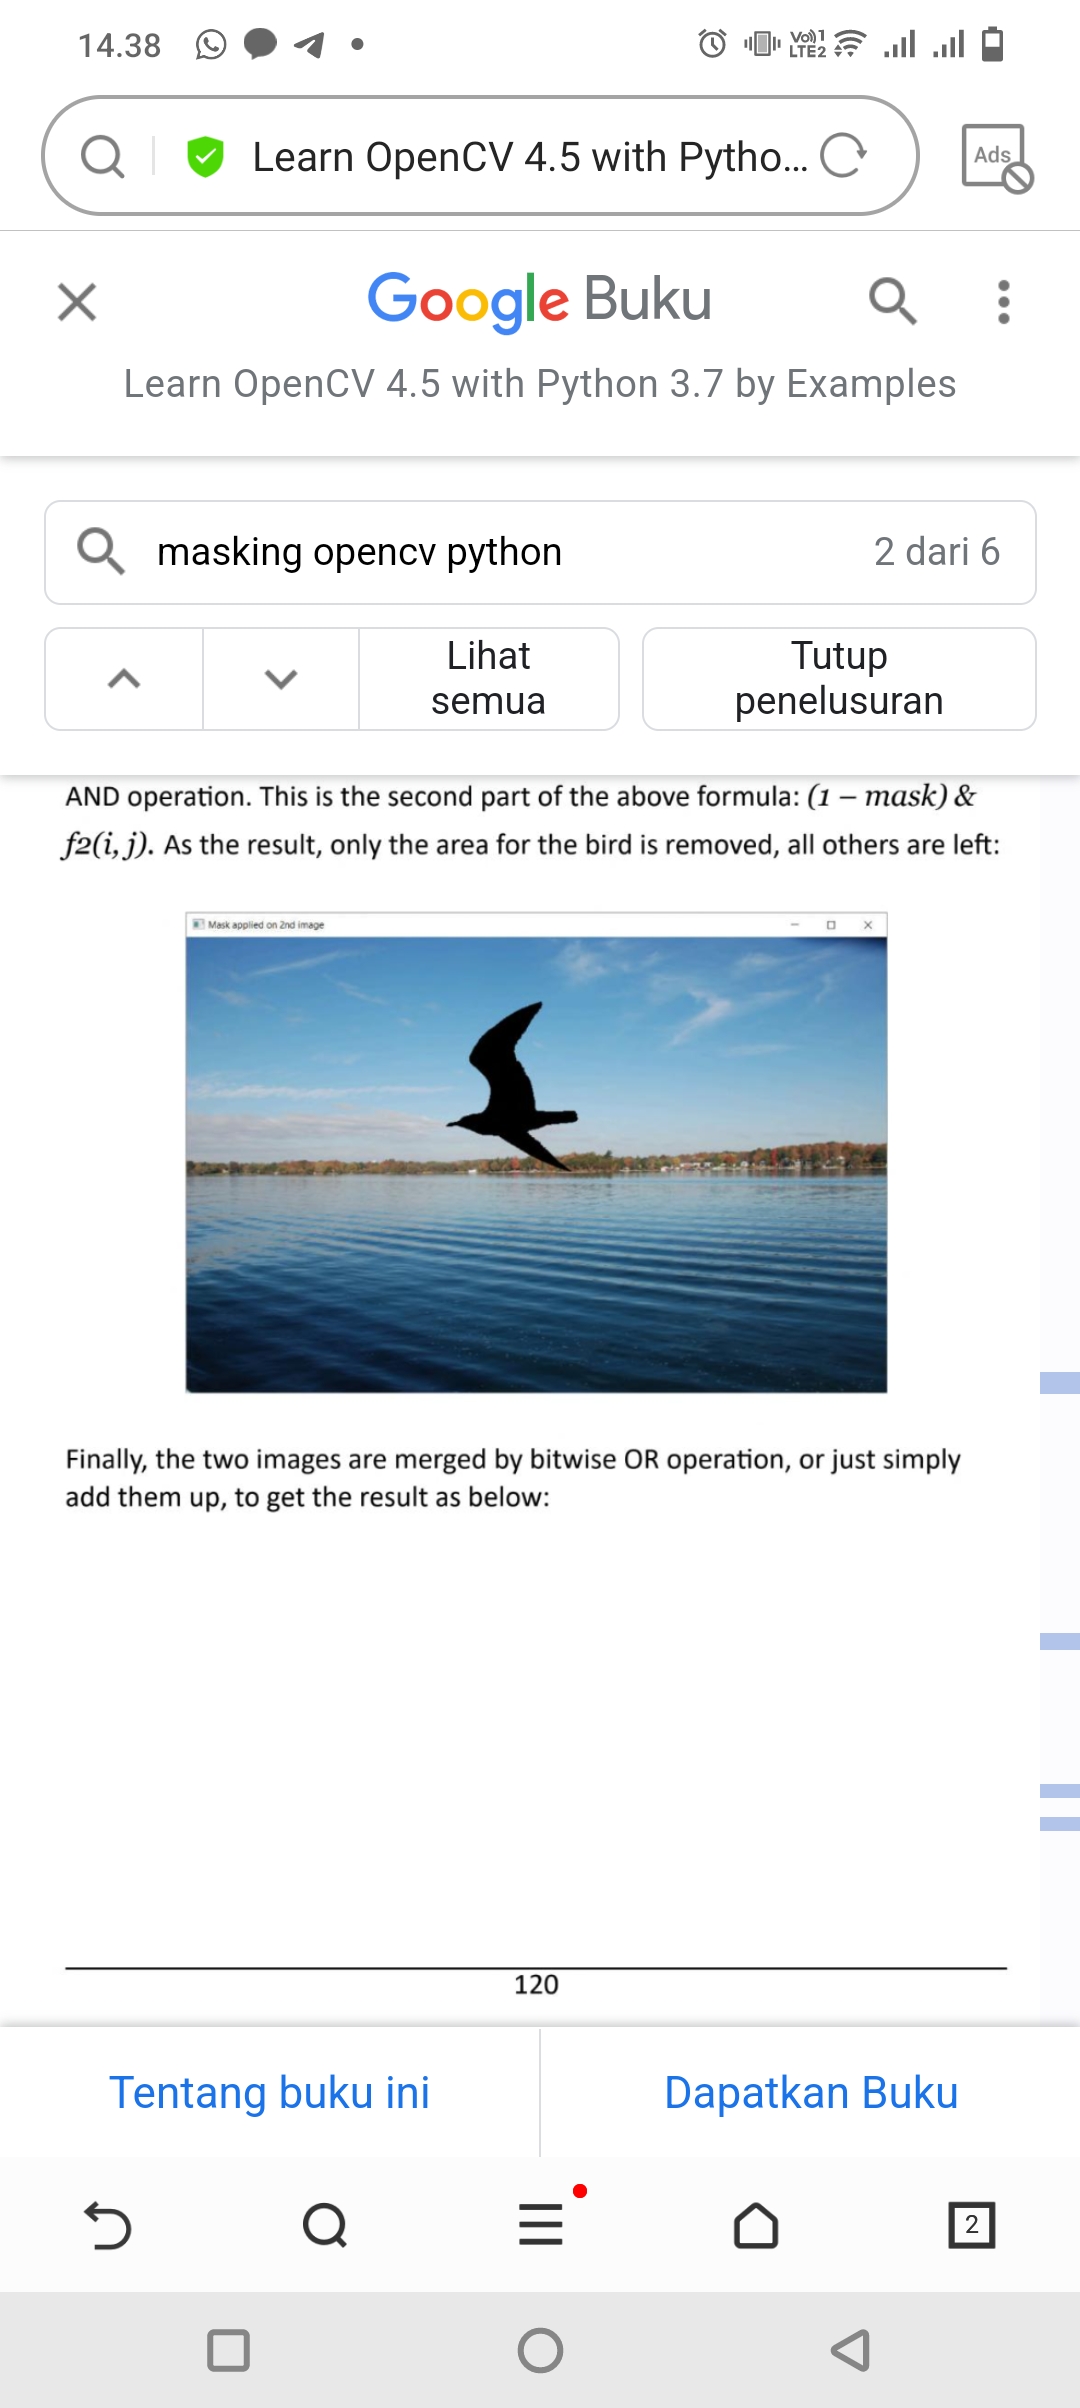 14.38
Vo))1
LTE2
Learn OpenCV 4.5 with Pytho...
Ads
Google Buku
Learn OpenCV 4.5 with Python 3.7 by Examples
masking opencv python
2 dari 6
Lihat
semua
Tutup
penelusuran
AND operation. This is the second part of the above formula: (1 – mask) &
f2(i, j). As the result, only the area for the bird is removed, all others are left:
Mask applied on 2nd image
Finally, the two images are merged by bitwise OR operation, or just simply
add them up, to get the result as below:
120
Tentang buku ini
Dapatkan Buku
2